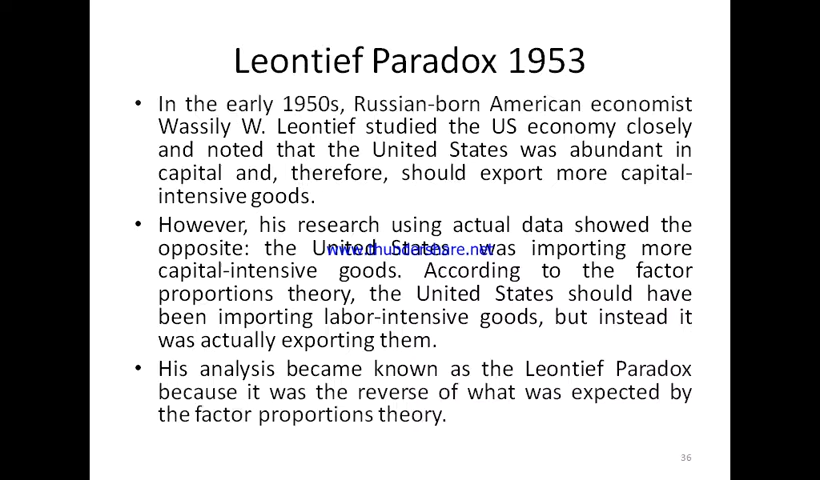 Leontief Paradox 1953
• In the early 1950s, Russian-born American economist
Wassily W. Leontief studied the US economy closely
and noted that the United States was abundant in
capital and, therefore, should export more capital-
intensive goods.
• However, his research using actual data showed the
opposite: the United States was importing more
www.thundershare.net
capital-intensive goods. According to the factor
proportions theory, the United States should have
been importing labor-intensive goods, but instead it
was actually exporting them.
• His analysis became known as the Leontief Paradox
because it was the reverse of what was expected by
the factor proportions theory.
36